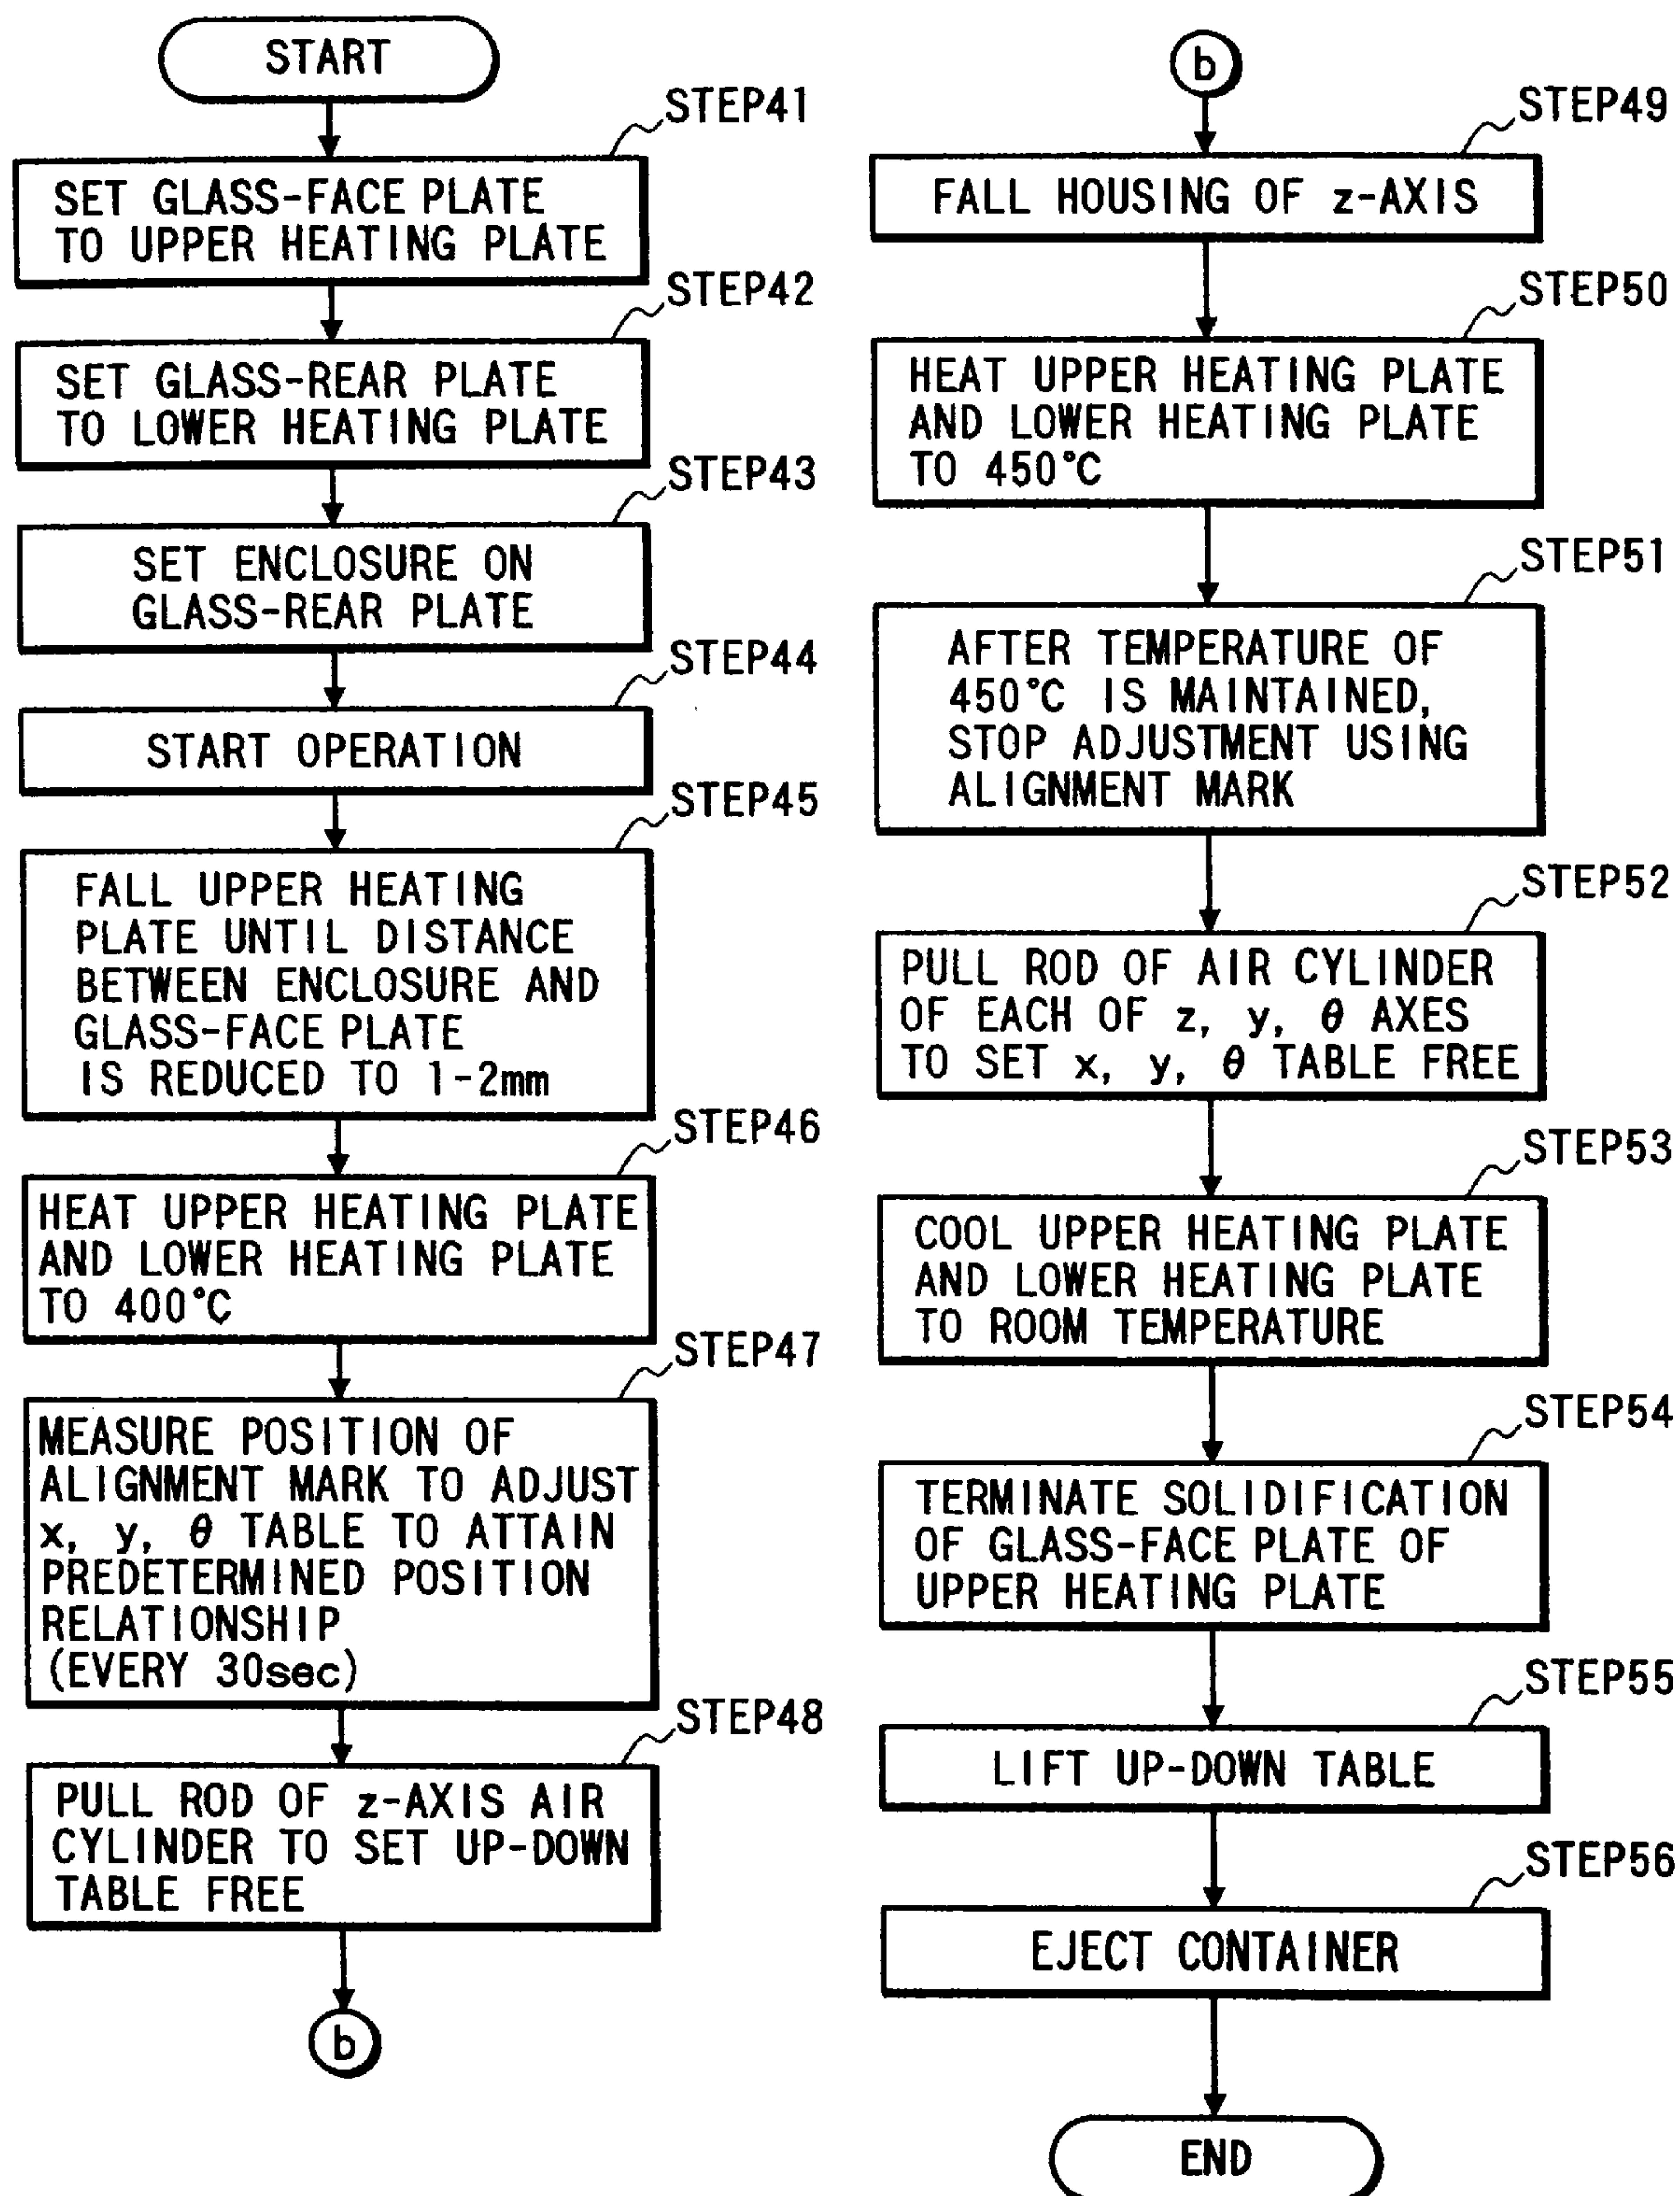 START
STEP41
SET GLASS-FACE PLATE
TO UPPER HEATING PLATE
STEP42
SET GLASS-REAR PLATE
TO LOWER HEATING PLATE
STEP43
SET ENCLOSURE ON
GLASS-REAR PLATE
STEP44
START OPERATION
STEP45
FALL UPPER HEATING
PLATE UNTIL DISTANCE
BETWEEN ENCLOSURE AND
GLASS-FACE PLATE
IS REDUCED TO 1-2mm
STEP46
HEAT UPPER HEATING PLATE
AND LOWER HEATING PLATE
TO 400°C
STEP47
MEASURE POSITION OF
ALIGNMENT MARK TO ADJUST
x, y, θ TABLE TO ATTAIN
PREDETERMINED POSITION
RELATIONSHIP
(EVERY 30sec)
STEP48
PULL ROD OF z-AXIS AIR
CYLINDER TO SET UP-DOWN
TABLE FREE
b
b
STEP49
FALL HOUSING OF z-AXIS
STEP50
HEAT UPPER HEATING PLATE
AND LOWER HEATING PLATE
TO 450°C
STEP51
AFTER TEMPERATURE OF
450°C IS MAINTAINED,
STOP ADJUSTMENT USING
ALIGNMENT MARK
STEP52
PULL ROD OF AIR CYLINDER
OF EACH OF z, y, θ AXES
TO SET x, y, θ TABLE FREE
STEP53
COOL UPPER HEATING PLATE
AND LOWER HEATING PLATE
TO ROOM TEMPERATURE
STEP54
TERMINATE SOLIDIFICATION
OF GLASS-FACE PLATE OF
UPPER HEATING PLATE
STEP55
LIFT UP-DOWN TABLE
STEP56
EJECT CONTAINER
END